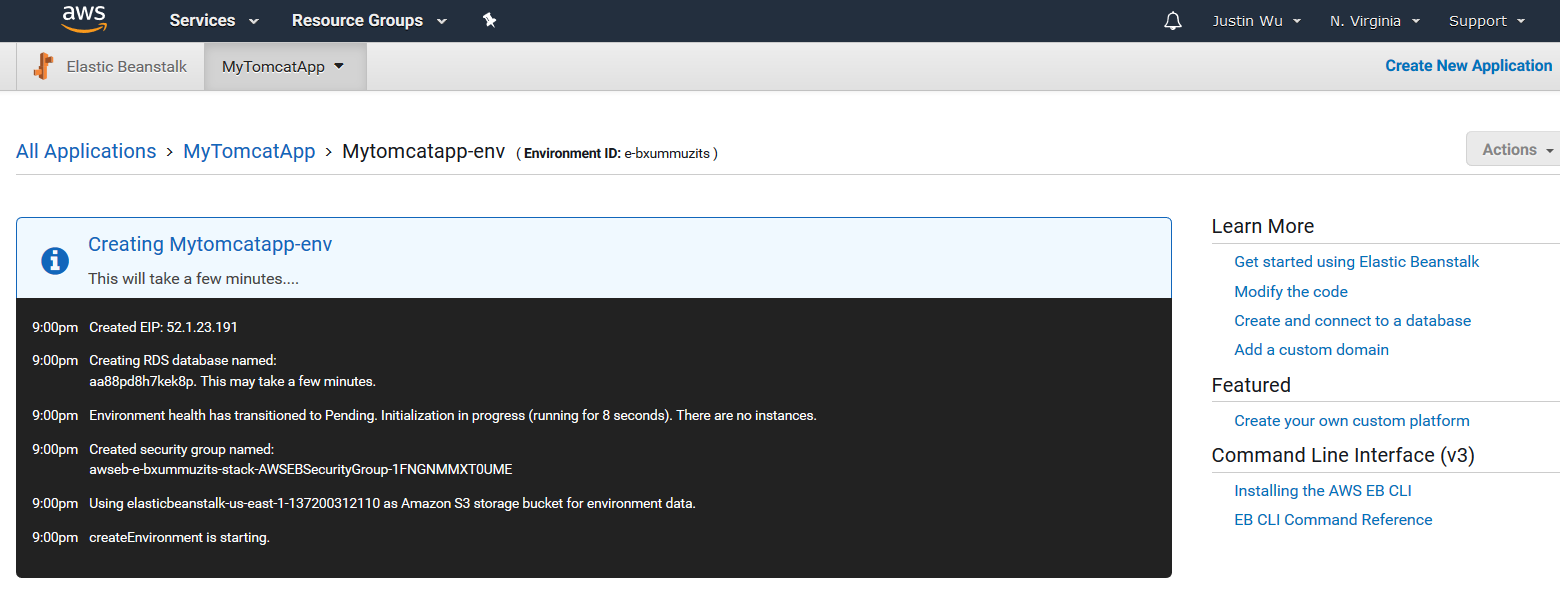 aws Services Resource Groups Justin Wu N. Virginia Support
Elastic Beanstalk MyTomcatApp Create New Application
All Applications > MyTomcatApp > Mytomcatapp-env ( Environment ID: e-bxummuzits ) Actions
Creating Mytomcatapp-env
This will take a few minutes....
9:00pm Created EIP: 52.1.23.191
9:00pm Creating RDS database named:
aa88pd8h7kek8p. This may take a few minutes.
9:00pm Environment health has transitioned to Pending. Initialization in progress (running for 8 seconds). There are no instances.
9:00pm Created security group named:
awseb-e-bxummuzits-stack-AWSEBSecurityGroup-1FNGNMMXT0UME
9:00pm Using elasticbeanstalk-us-east-1-137200312110 as Amazon S3 storage bucket for environment data.
9:00pm createEnvironment is starting.
Learn More
Get started using Elastic Beanstalk
Modify the code
Create and connect to a database
Add a custom domain
Featured
Create your own custom platform
Command Line Interface (v3)
Installing the AWS EB CLI
EB CLI Command Reference